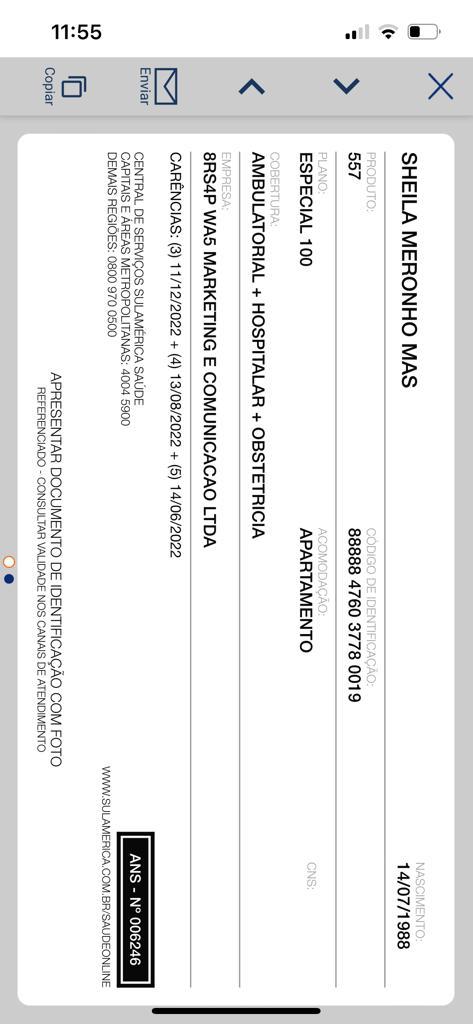 11:55
Copiar
Enviar
SHEILA MERONHO MAS
NASCIMENTO:
14/07/1988
PRODUTO:
557
CÓDIGO DE IDENTIFICAÇÃO:
88888 4760 3778 0019
PLANO:
ESPECIAL 100
ACOMODAÇÃO:
APARTAMENTO
CNS:
COBERTURA:
AMBULATORIAL + HOSPITALAR + OBSTETRICIA
EMPRESA:
8RS4P WA5 MARKETING E COMUNICACAO LTDA
CARÊNCIAS: (3) 11/12/2022 + (4) 13/08/2022 + (5) 14/06/2022
CENTRAL DE SERVIÇOS SULAMÉRICA SAÚDE
CAPITAIS E ÁREAS METROPOLITANAS: 4004 5900
DEMAIS REGIÕES: 0800 970 0500
ANS - Nº 006246
WWW.SULAMERICA.COM.BR/SAUDEONLINE
APRESENTAR DOCUMENTO DE IDENTIFICAÇÃO COM FOTO
REFERENCIADO - CONSULTAR VALIDADE NOS CANAIS DE ATENDIMENTO